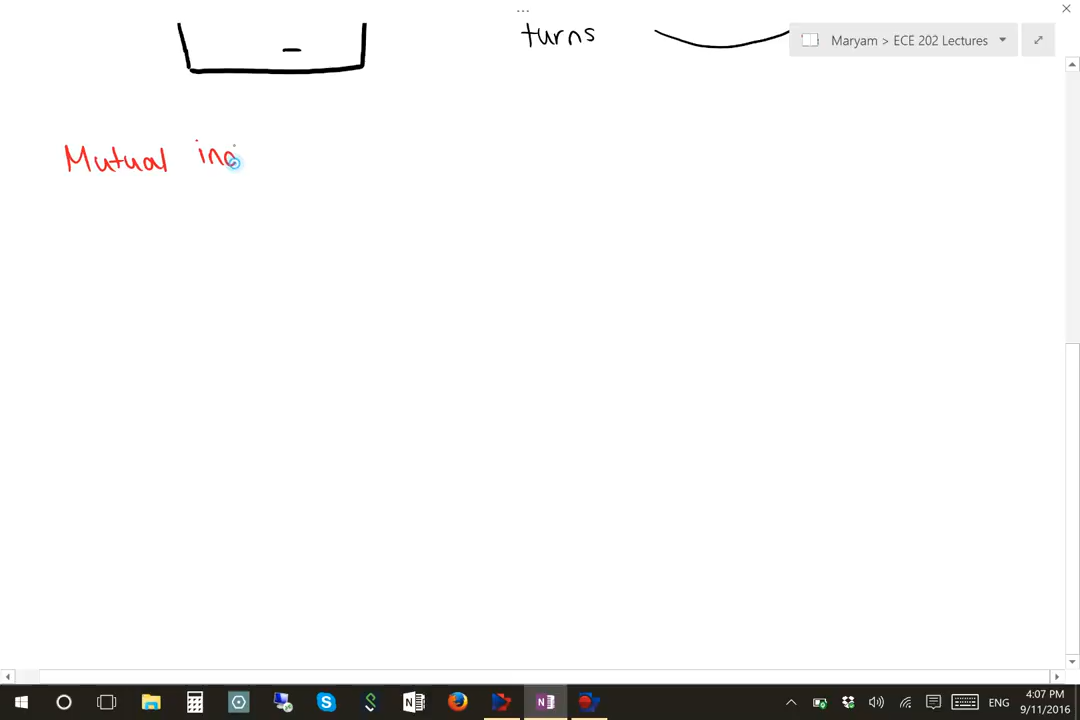 turns
Maryam > ECE 202 Lectures
Mutual ind
ENG
4:07 PM
9/11/2016